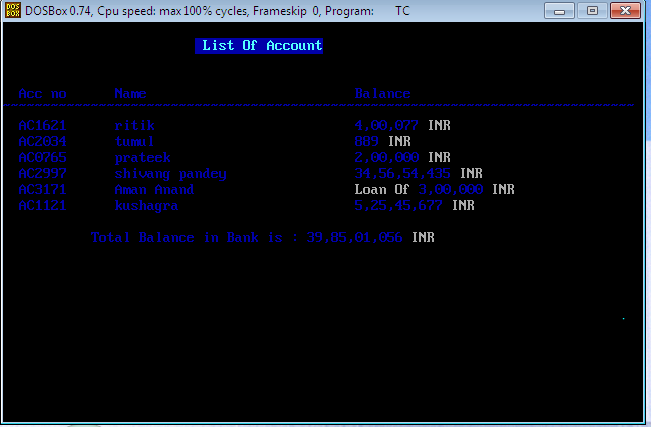 DOSBox 0.74, Cpu speed: max 100% cycles, Frameskip 0, Program: TC
List Of Account
Acc no Name Balance
AC1621 ritik 4,00,077 INR
AC2034 tumul 889 INR
AC0765 prateek 2,00,000 INR
AC2997 shivang pandey 34,56,54,435 INR
AC3171 Aman Anand Loan Of 3,00,000 INR
AC1121 kushagra 5,25,45,677 INR
Total Balance in Bank is : 39,85,01,056 INR